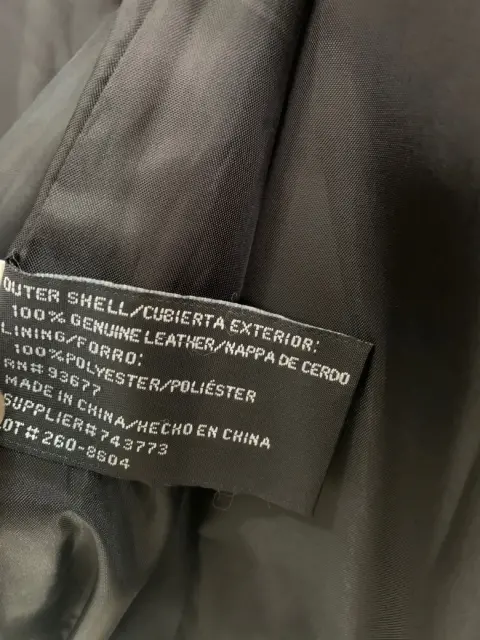 OUTER SHELL/CUBIERTA EXTERIOR:
100% GENUINE LEATHER/NAPPA DE CERDO
LINING/FORRO:
100%POLYESTER/POLIÉSTER
RN# 93677
MADE IN CHINA/HECHO EN CHINA
SUPPLIER# 743773
LOT# 260-8604